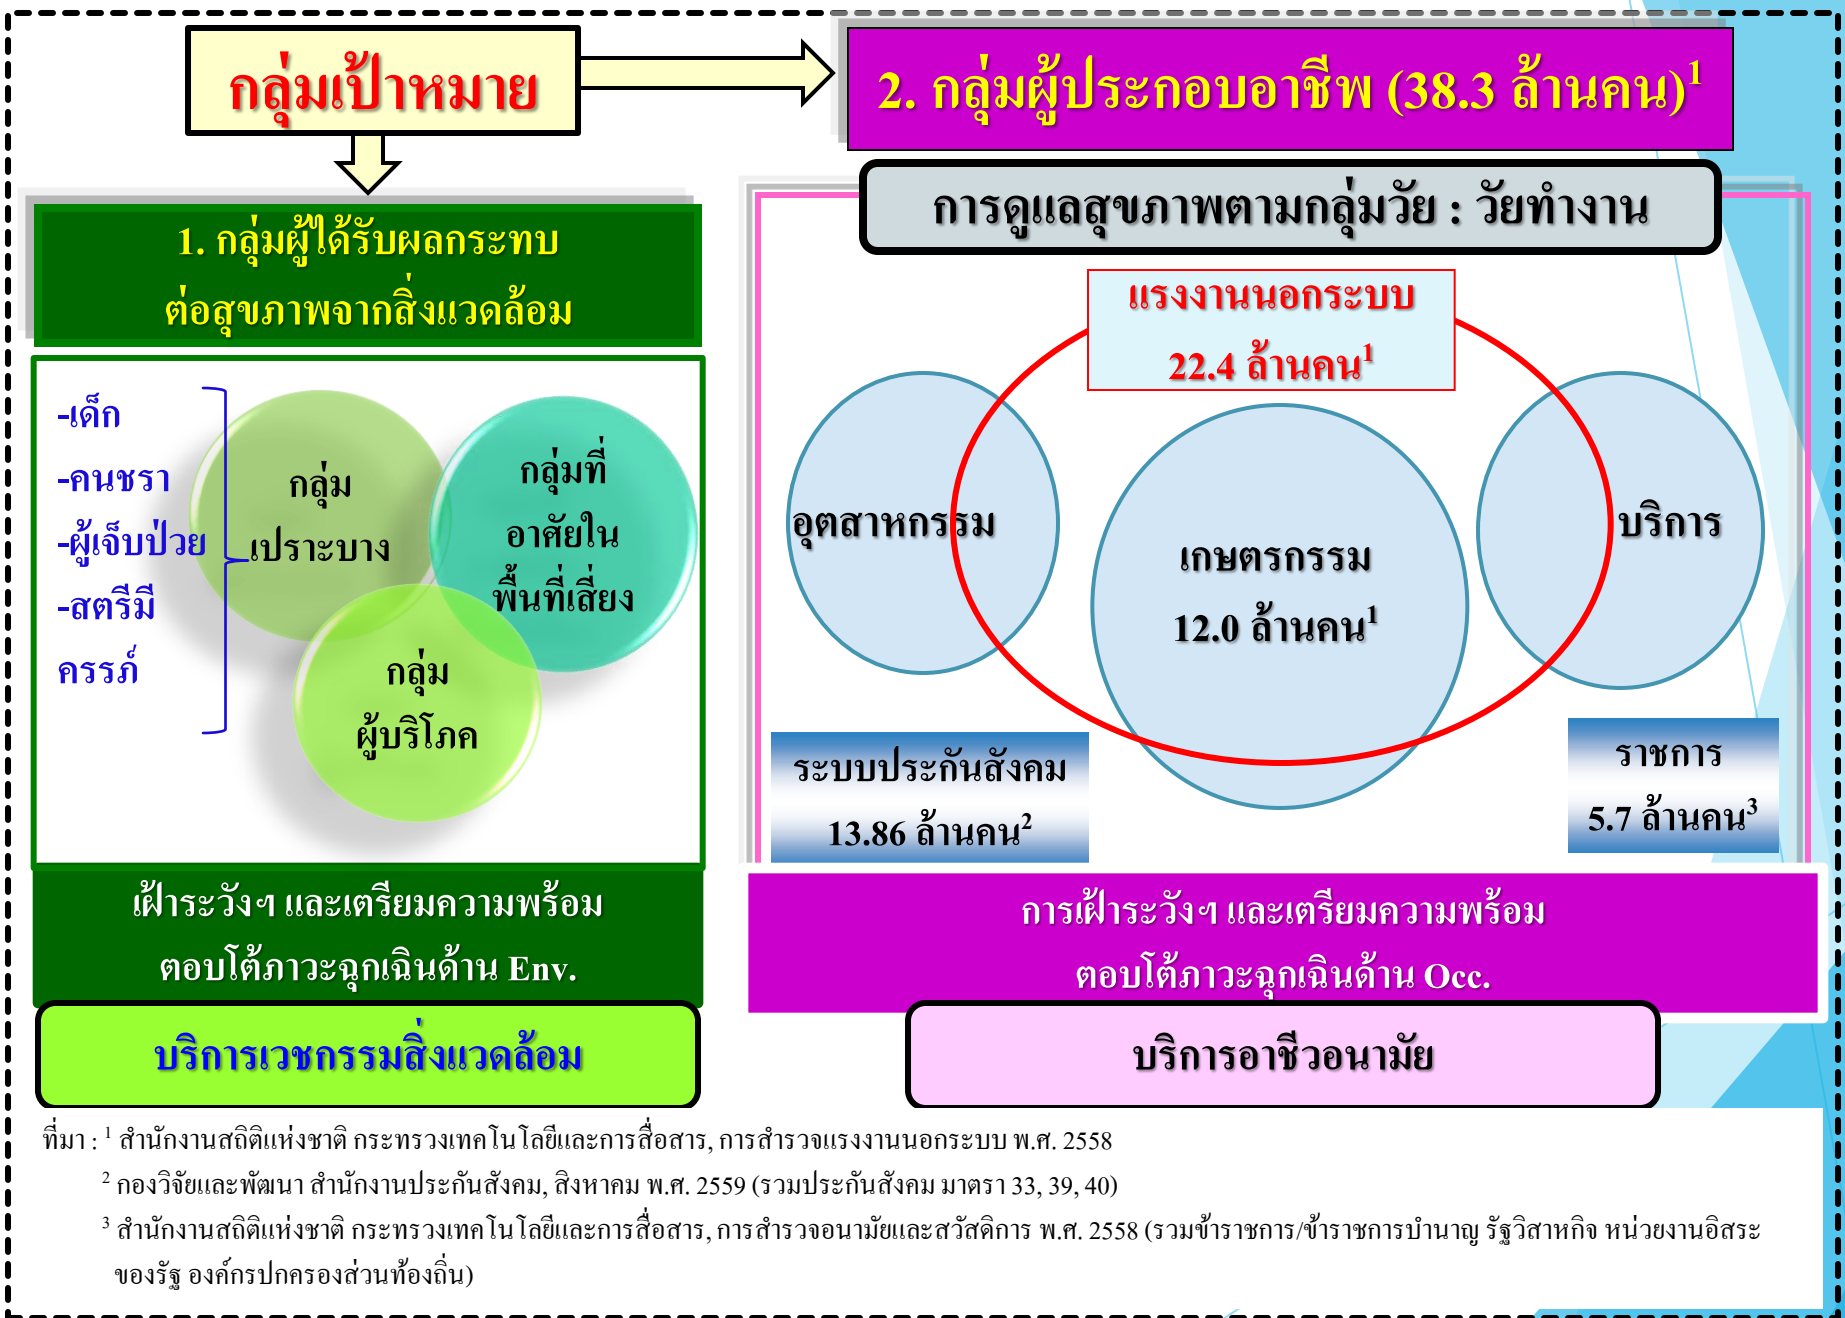 กลุ่มเป้าหมาย
2. กลุ่มผู้ประกอบอาชีพ (38.3 ล้านคน)¹
การดูแลสุขภาพตามกลุ่มวัย : วัยทำงาน
1. กลุ่มผู้ได้รับผลกระทบ
ต่อสุขภาพจากสิ่งแวดล้อม
-เด็ก
-คนชรา
-ผู้เจ็บป่วย
-สตรีมี
ครรภ์
กลุ่ม
เปราะบาง
กลุ่มที่
อาศัยใน
พื้นที่เสี่ยง
กลุ่ม
ผู้บริโภค
เฝ้าระวังฯ และเตรียมความพร้อม
ตอบโต้ภาวะฉุกเฉินด้าน Env.
บริการเวชกรรมสิ่งแวดล้อม
แรงงานนอกระบบ
22.4 ล้านคน¹
อุตสาหกรรม
เกษตรกรรม
12.0 ล้านคน¹
บริการ
ระบบประกันสังคม
13.86 ล้านคน²
ราชการ
5.7 ล้านคน³
การเฝ้าระวังฯ และเตรียมความพร้อม
ตอบโต้ภาวะฉุกเฉินด้าน Occ.
บริการอาชีวอนามัย
ที่มา : ¹ สำนักงานสถิติแห่งชาติ กระทรวงเทคโนโลยีและการสื่อสาร, การสำรวจแรงงานนอกระบบ พ.ศ. 2558
² กองวิจัยและพัฒนา สำนักงานประกันสังคม, สิงหาคม พ.ศ. 2559 (รวมประกันสังคม มาตรา 33, 39, 40)
³ สำนักงานสถิติแห่งชาติ กระทรวงเทคโนโลยีและการสื่อสาร, การสำรวจอนามัยและสวัสดิการ พ.ศ. 2558 (รวมข้าราชการ/ข้าราชการบำนาญ รัฐวิสาหกิจ หน่วยงานอิสระ
ของรัฐ องค์กรปกครองส่วนท้องถิ่น)